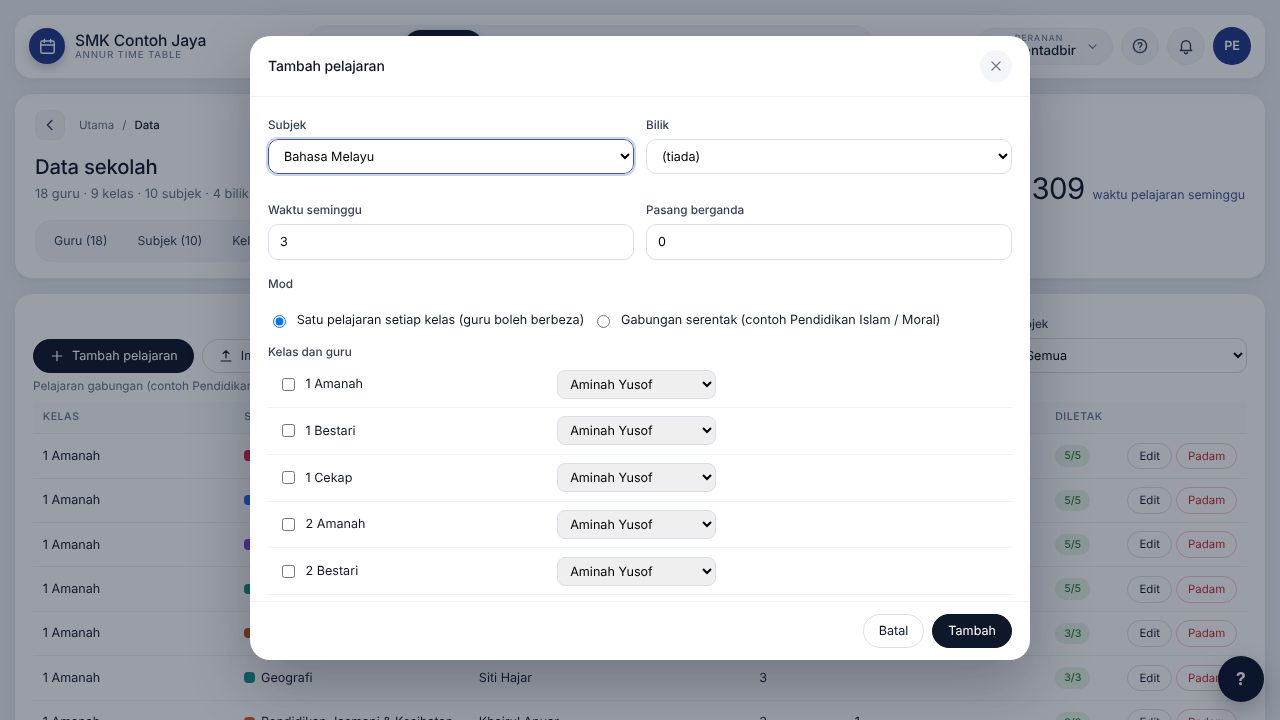 SMK Contoh Jaya
ANNUR TIME TABLE
PERANAN
ntadbir
PE
Tambah pelajaran
Utama / Data
Data sekolah
18 guru · 9 kelas · 10 subjek · 4 bilik
309 waktu pelajaran seminggu
Guru (18) Subjek (10)
Subjek
Bilik
Bahasa Melayu
(tiada)
Waktu seminggu
Pasang berganda
3
0
Mod
Satu pelajaran setiap kelas (guru boleh berbeza)
Gabungan serentak (contoh Pendidikan Islam / Moral)
Kelas dan guru
1 Amanah Aminah Yusof
1 Bestari Aminah Yusof
1 Cekap Aminah Yusof
2 Amanah Aminah Yusof
2 Bestari Aminah Yusof
Batal
Tambah
Tambah pelajaran
Semua
Pelajaran gabungan (contoh Pendidikan
KELAS DILETAK
1 Amanah 5/5 Edit Padam
1 Amanah 5/5 Edit Padam
1 Amanah 5/5 Edit Padam
1 Amanah 5/5 Edit Padam
1 Amanah 3/3 Edit Padam
1 Amanah Geografi Siti Hajar 3 3/3 Edit Padam
?